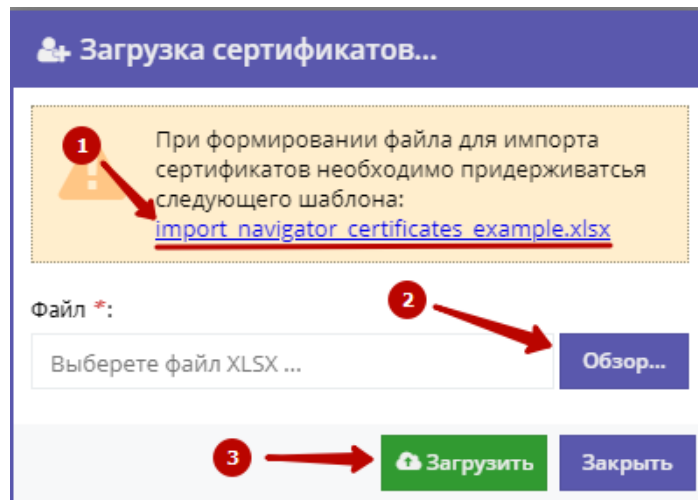 Загрузка сертификатов...
1
При формировании файла для импорта
сертификатов необходимо придерживаться
следующего шаблона:
import_navigator_certificates_example.xlsx
Файл *:
2
Выберете файл XLSX ...
Обзор...
3
Загрузить
Закрыть